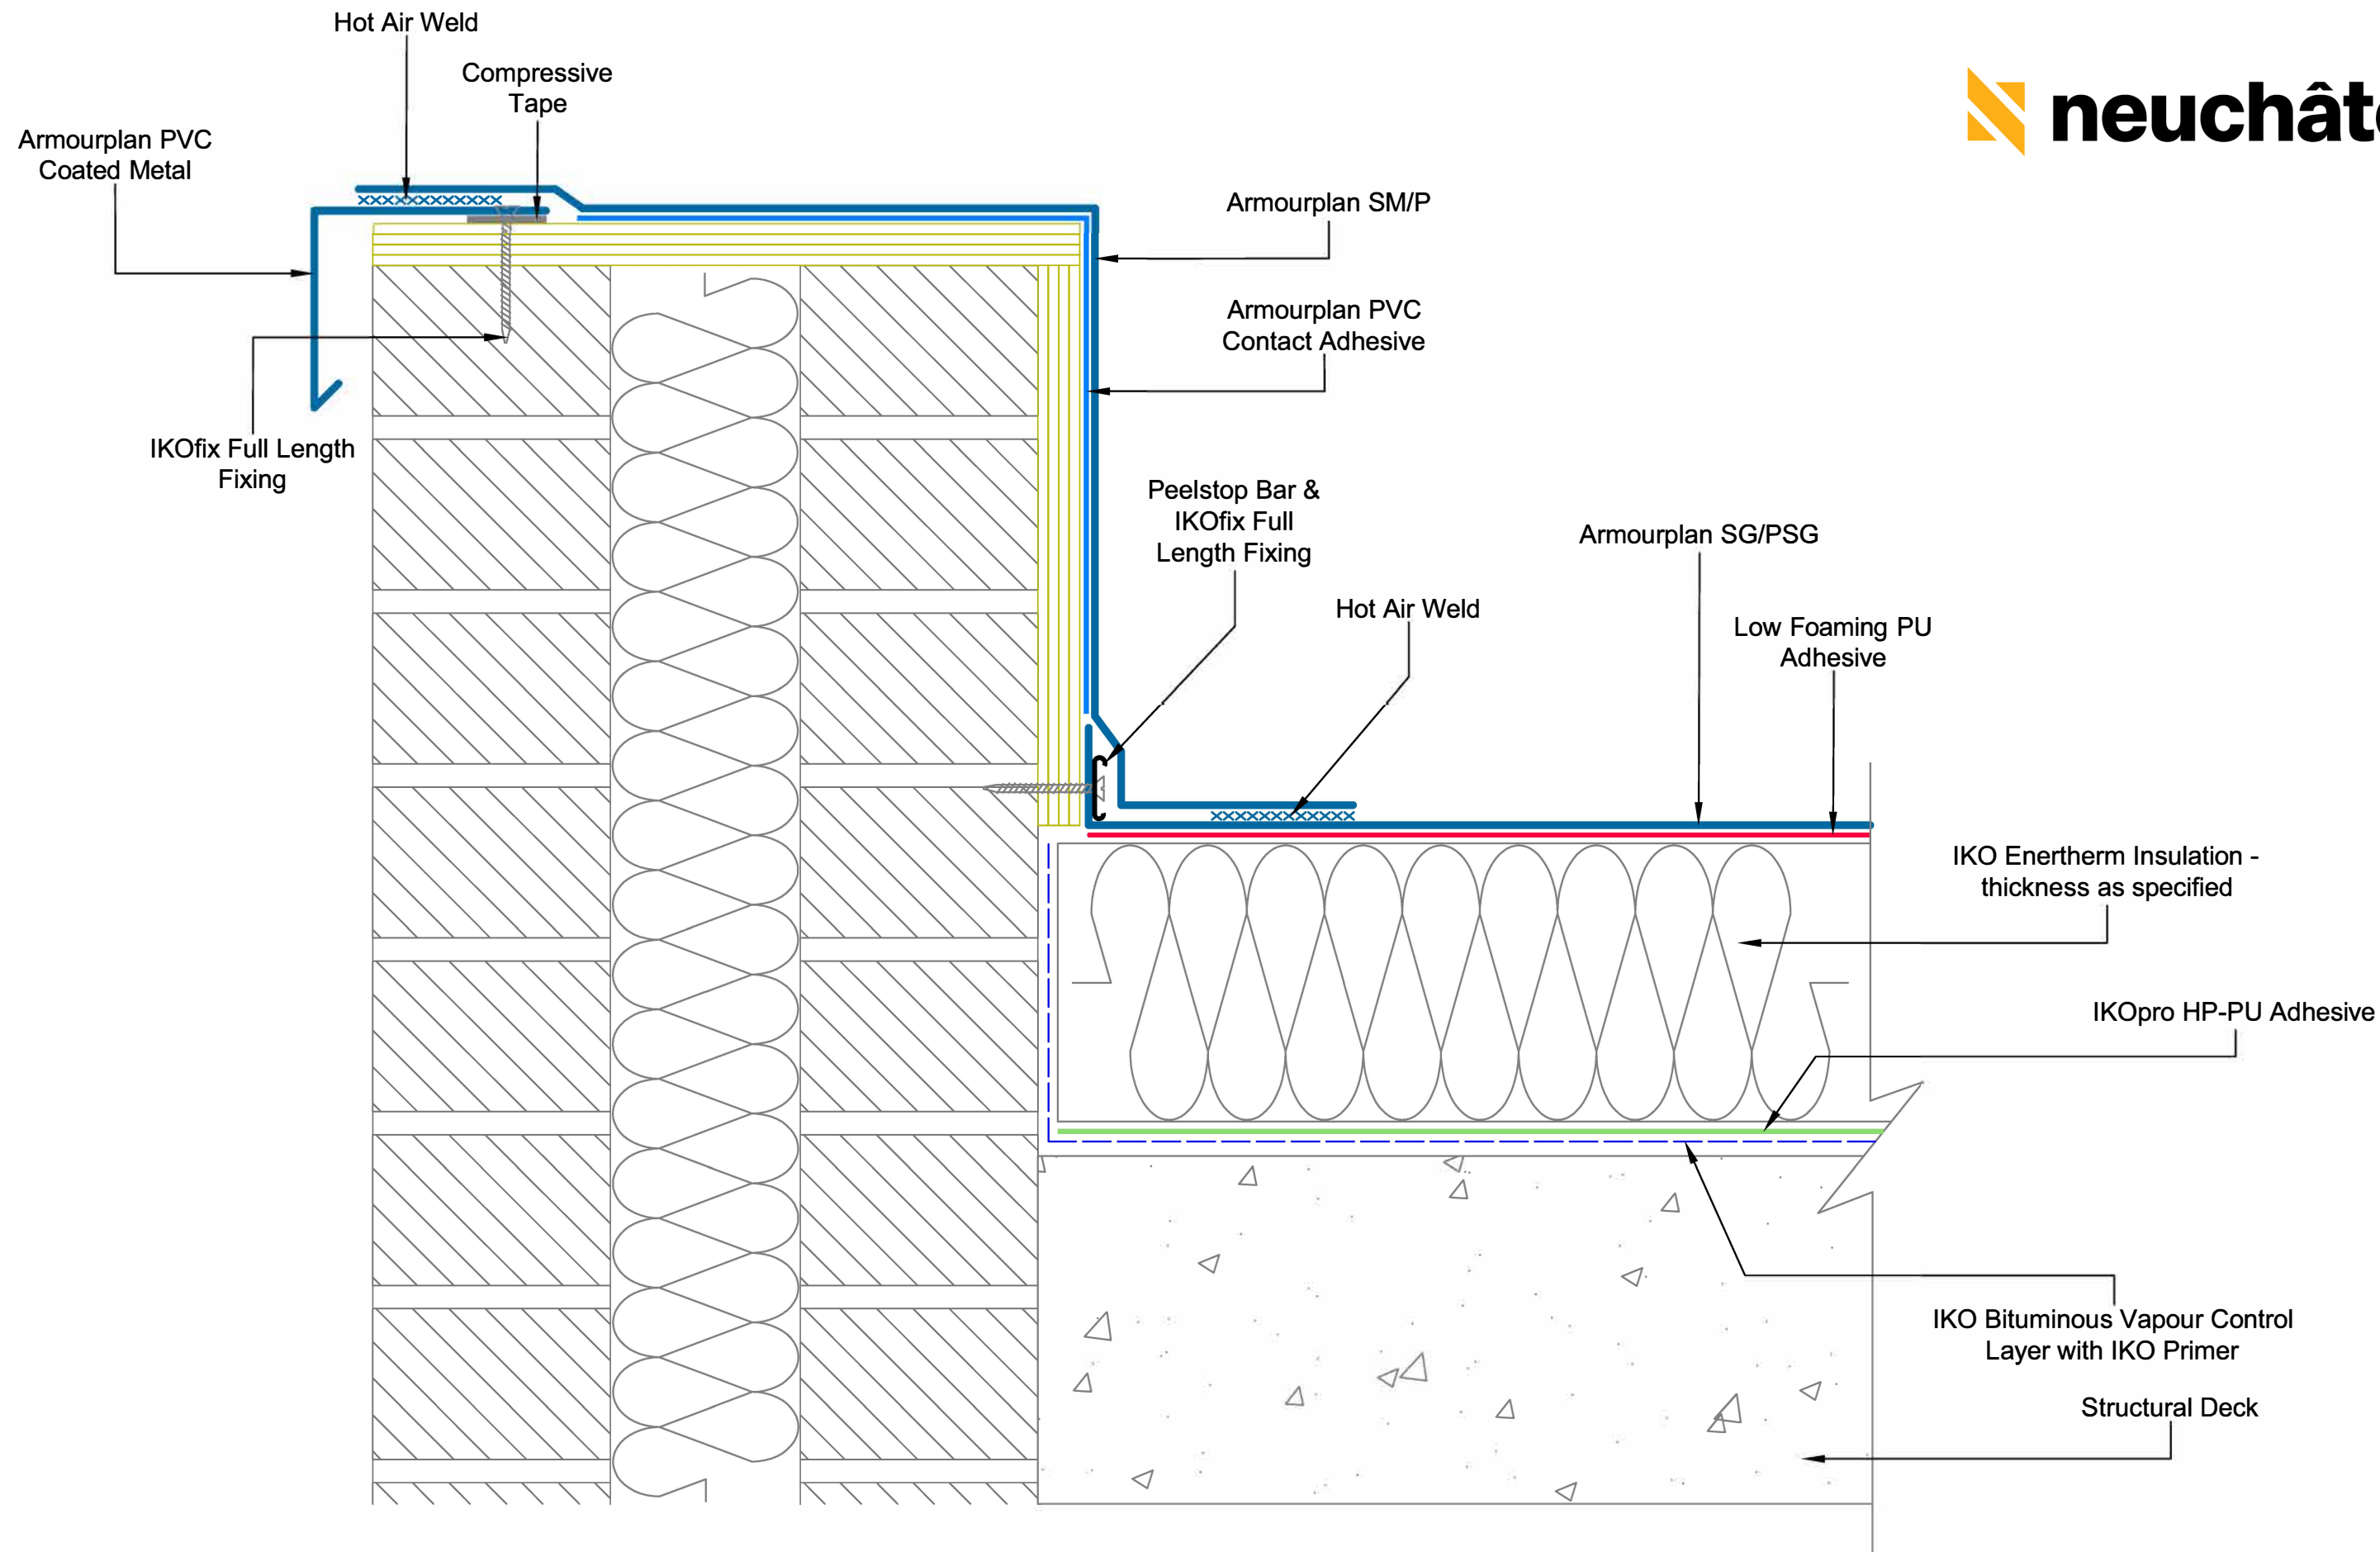 Hot Air Weld
Compressive
Tape
Armourplan PVC
Coated Metal
Armourplan SM/P
Armourplan PVC
Contact Adhesive
IKOfix Full Length
Fixing
Peelstop Bar &
IKOfix Full
Length Fixing
Armourplan SG/PSG
Hot Air Weld
Low Foaming PU
Adhesive
IKO Enertherm Insulation -
thickness as specified
IKOpro HP-PU Adhesive
IKO Bituminous Vapour Control
Layer with IKO Primer
Structural Deck